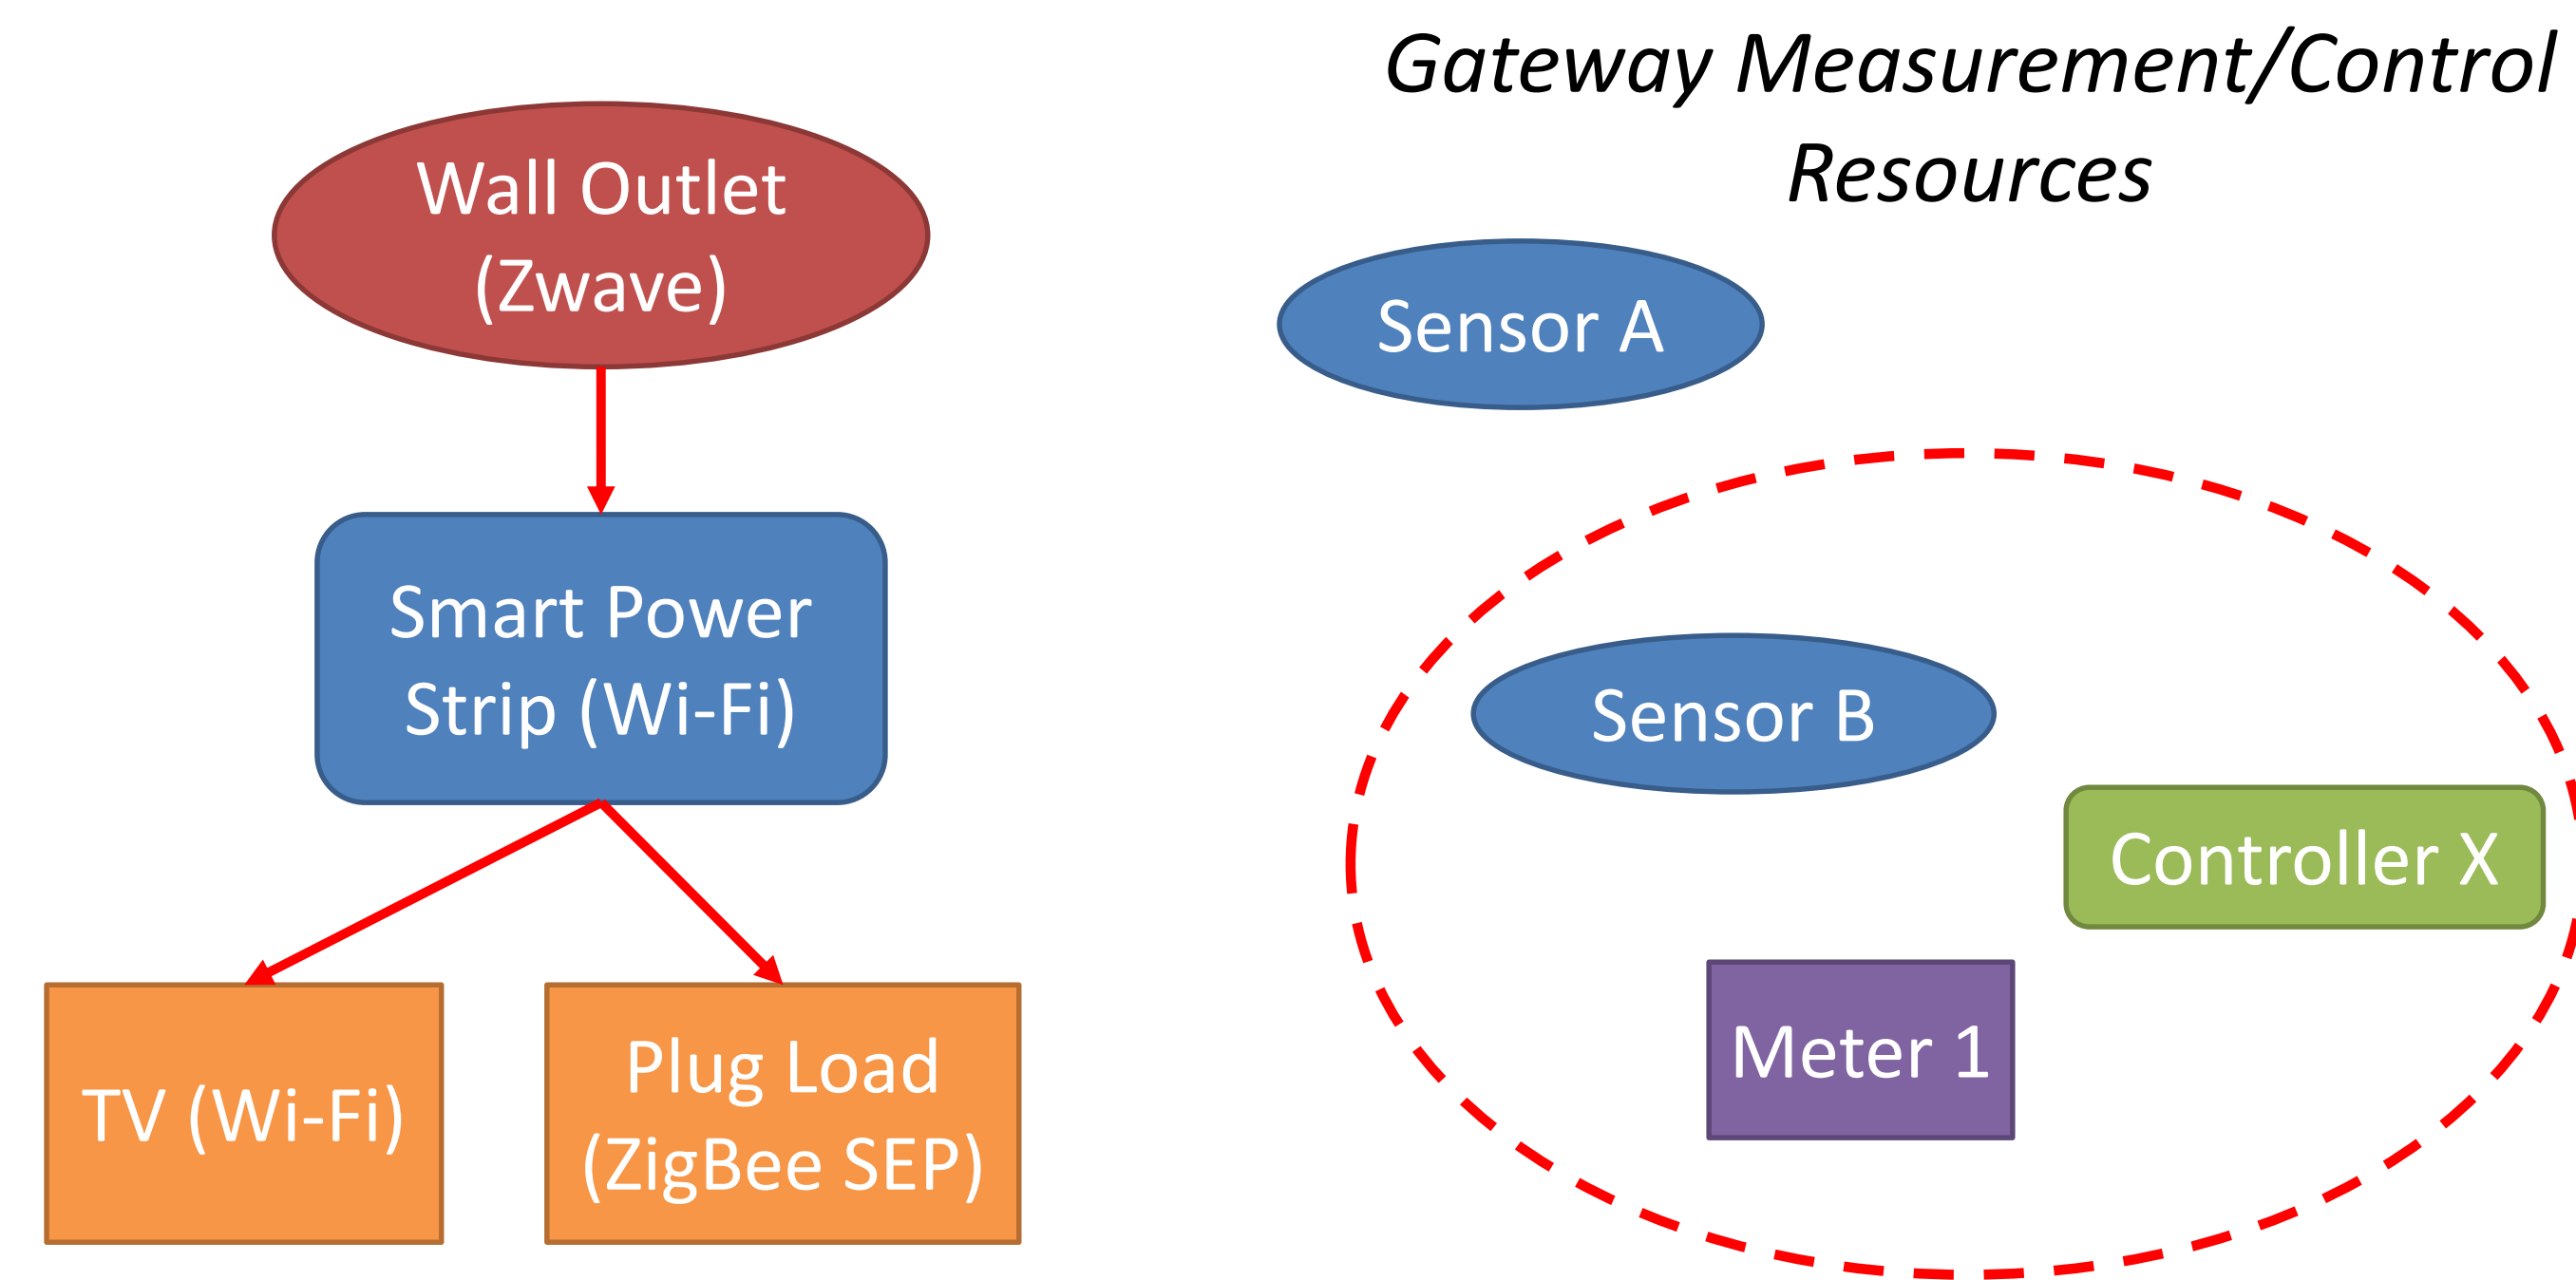 Gateway Measurement/Control
Resources
Wall Outlet
(Zwave)
Smart Power
Strip (Wi-Fi)
TV (Wi-Fi)
Plug Load
(ZigBee SEP)
Sensor A
Sensor B
Controller X
Meter 1